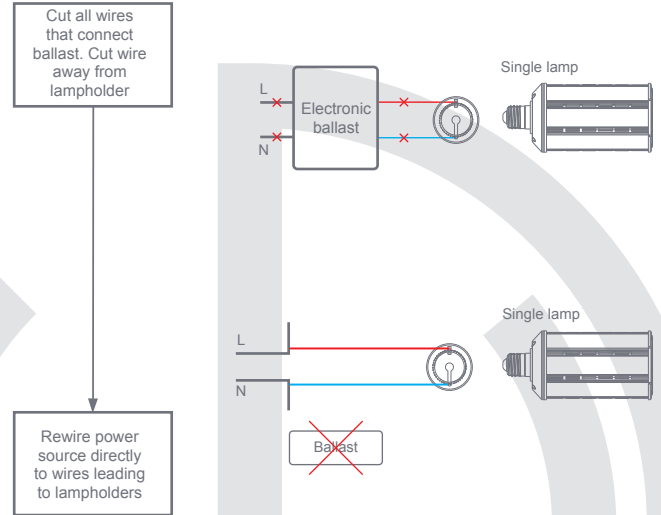 Cut all wires
that connect
ballast. Cut wire
away from
lampholder
L
N
Electronic
ballast
Single lamp
L
N
Single lamp
Ballast
Rewire power
source directly
to wires leading
to lampholders